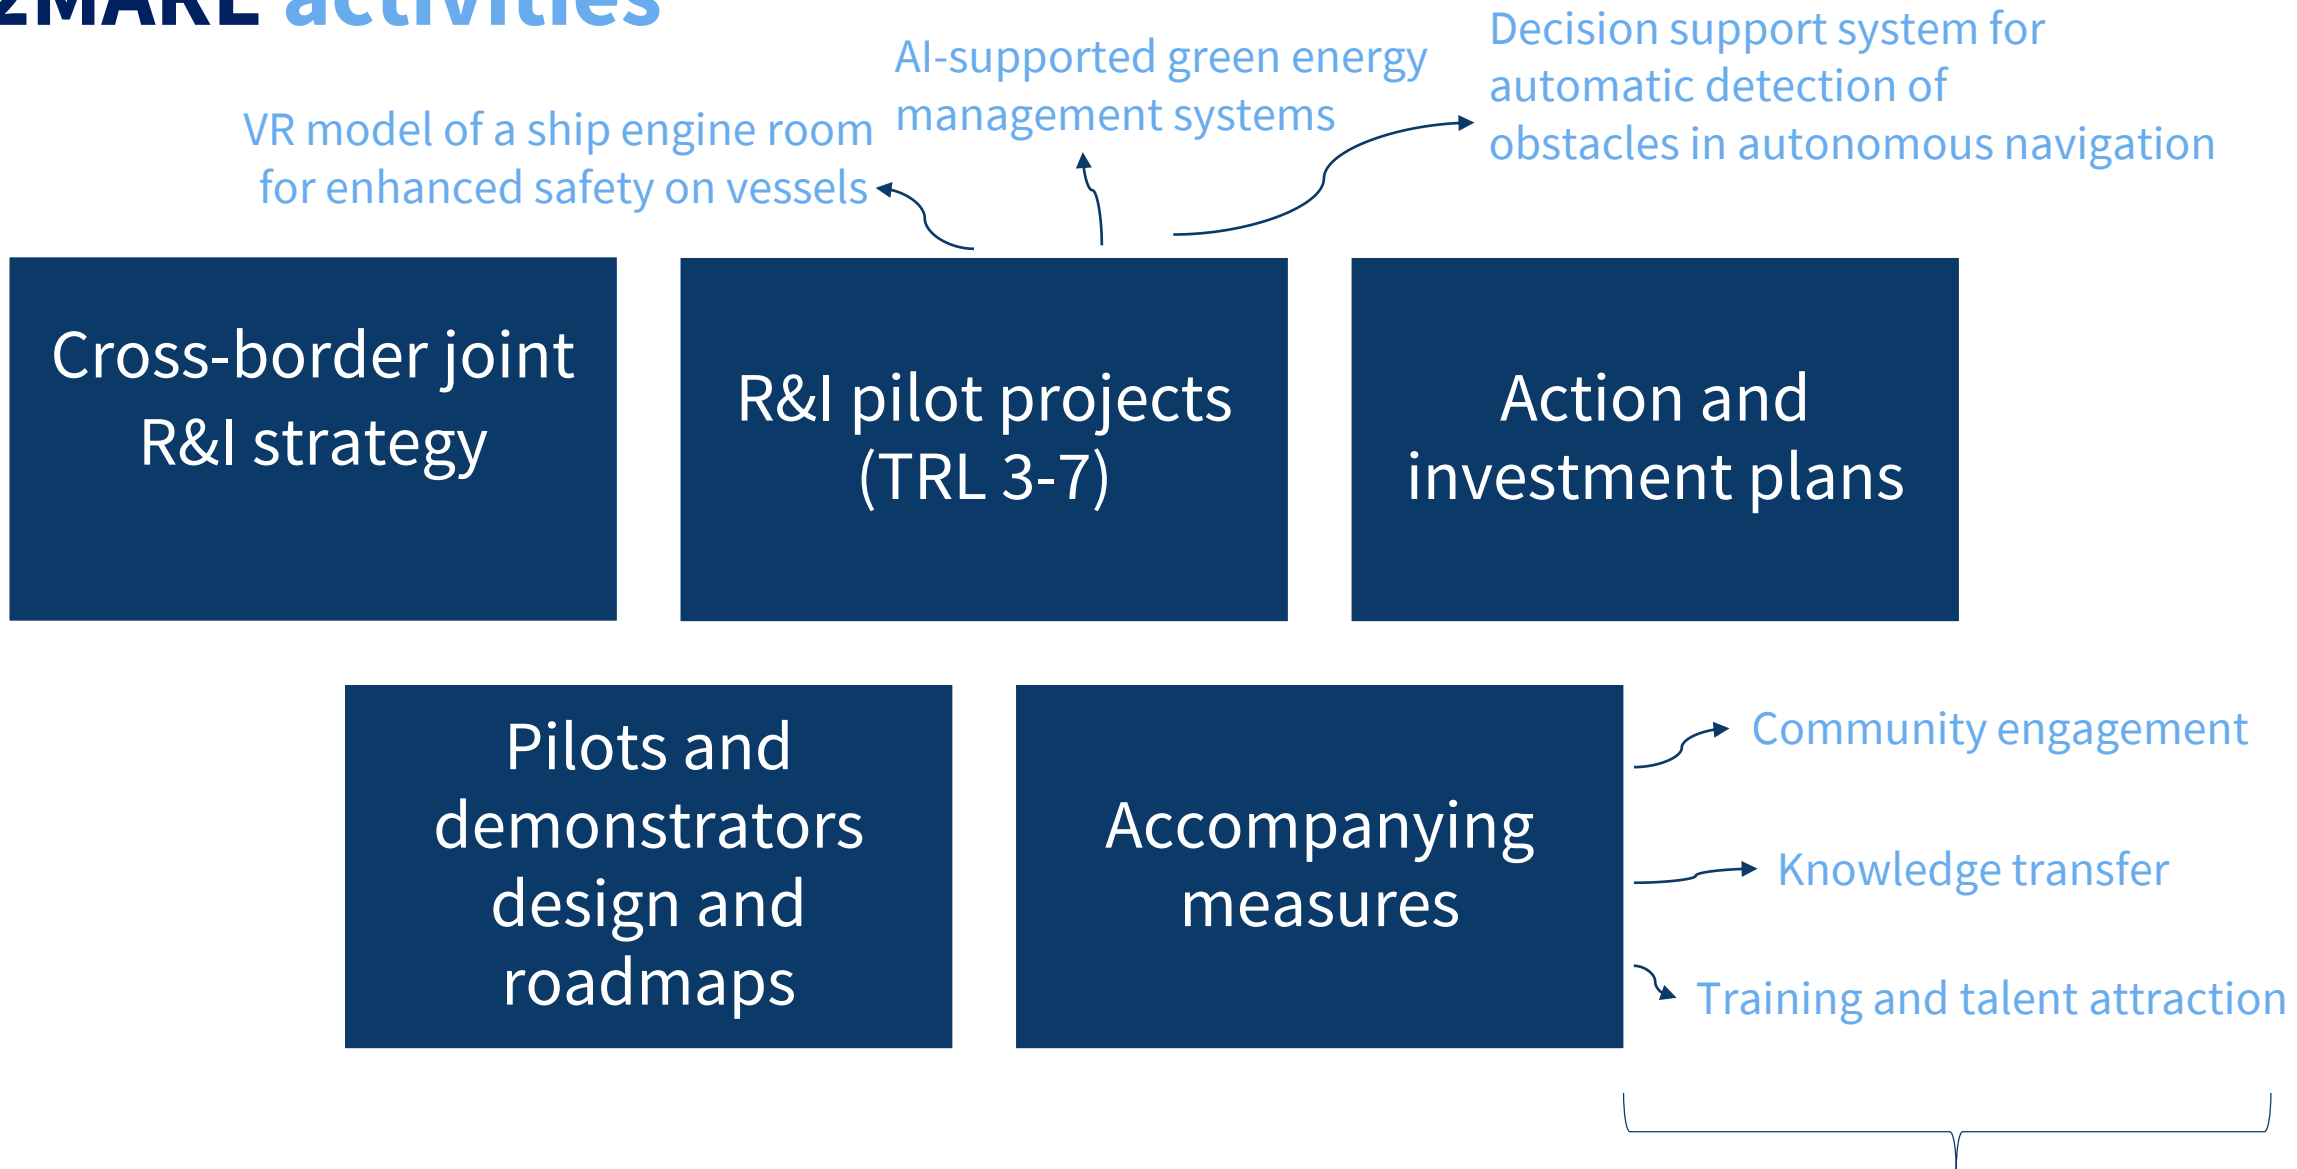 activities
AI-supported green energy
management systems
Decision support system for
automatic detection of
obstacles in autonomous navigation
VR model of a ship engine room
for enhanced safety on vessels
Cross-border joint
R&I strategy
R&I pilot projects
(TRL 3-7)
Action and
investment plans
Pilots and
demonstrators
design and
roadmaps
Accompanying
measures
Community engagement
Knowledge transfer
Training and talent attraction